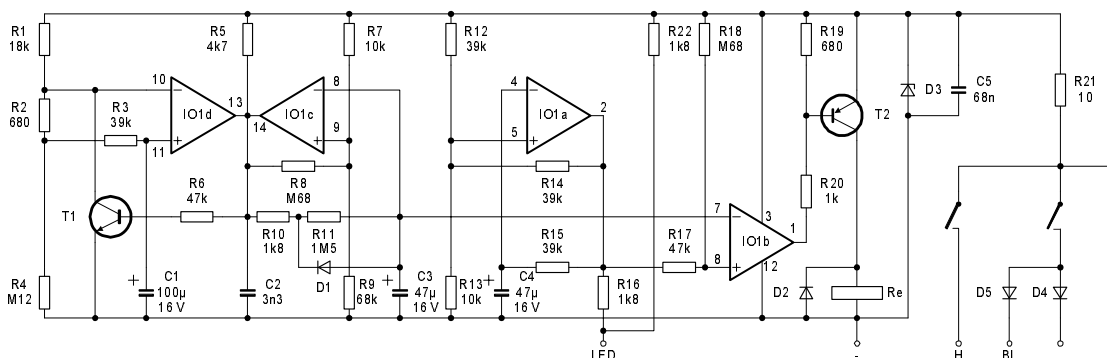 R1
18k
R5
4k7
R7
10k
R12
39k
R22
1k8
R18
M68
R19
680
R2
680
R3
39k
10
11
IO1d
13
14
IO1c
8
9
4
5
IO1a
2
T2
D3
C5
68n
R21
10
T1
R6
47k
R8
M68
R14
39k
R20
1k
R10
1k8
R11
1M5
D1
R15
39k
R17
47k
7
8
IO1b
3
12
1
R4
M12
C1
100µ
16V
C2
3n3
R9
68k
C3
47µ
16V
R13
10k
C4
47µ
16V
R16
1k8
D2
Re
D5
D4
LED
-
H
BL